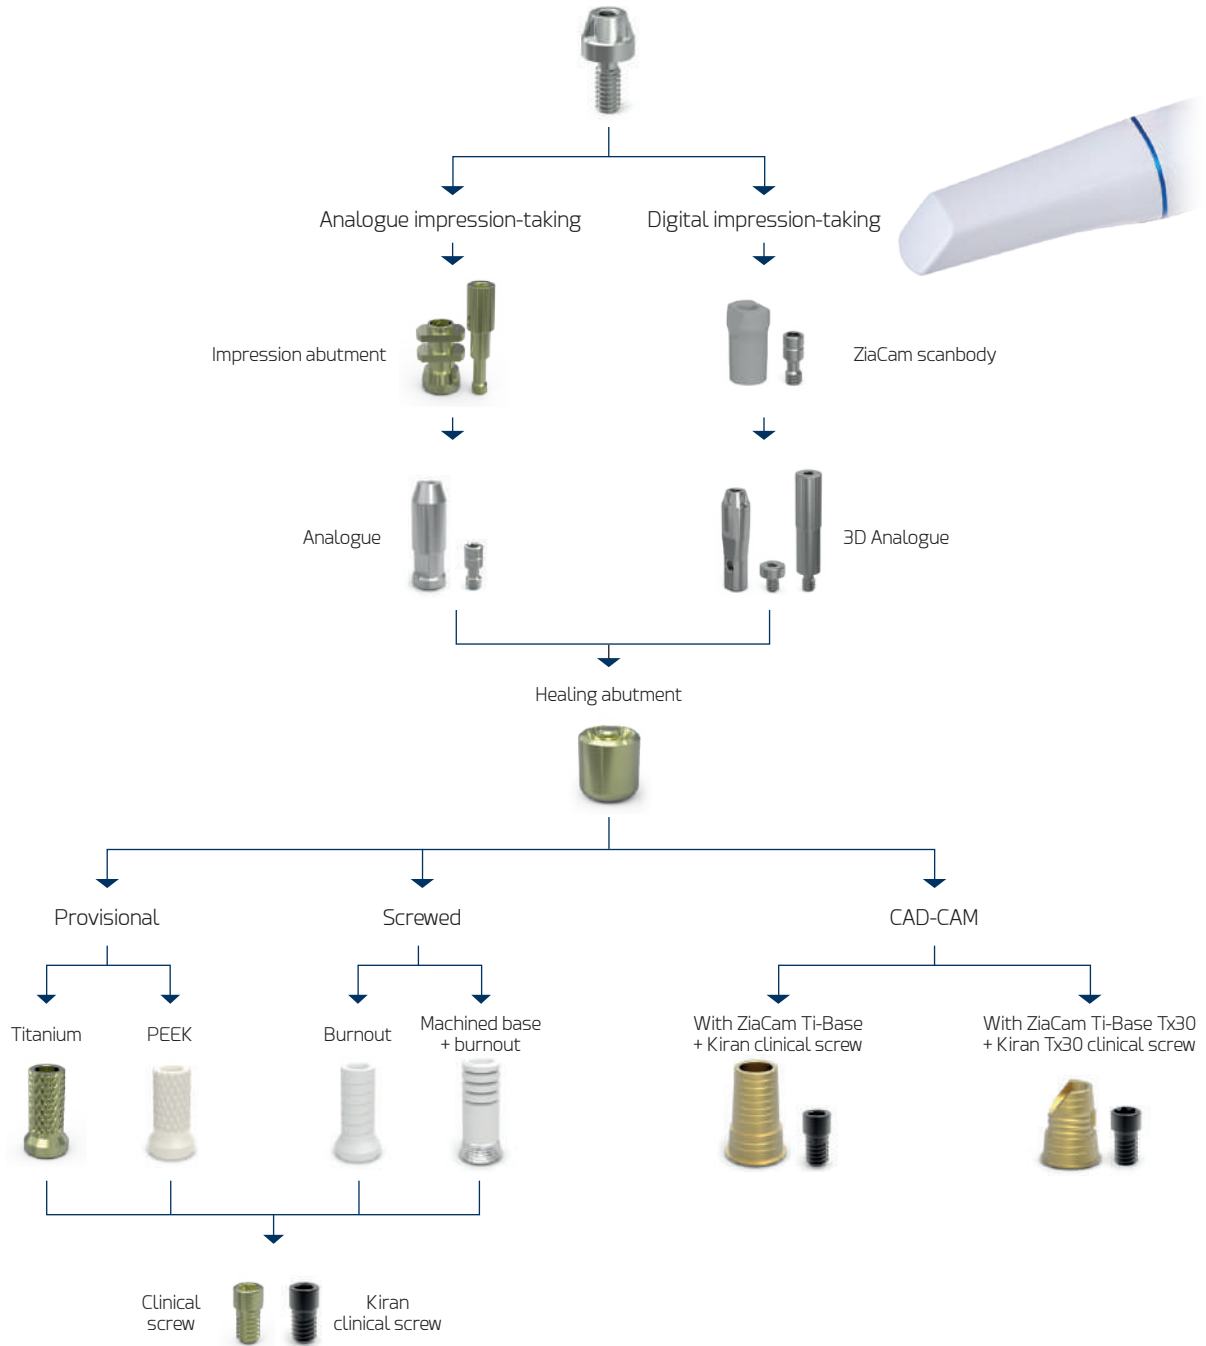 Analogue impression-taking
Digital impression-taking
Impression abutment
ZiaCam scanbody
Analogue
3D Analogue
Healing abutment
Provisional
Screwed
CAD-CAM
Titanium
PEEK
Burnout
Machined base
+ burnout
With ZiaCam Ti-Base
+ Kiran clinical screw
With ZiaCam Ti-Base Tx30
+ Kiran Tx30 clinical screw
Clinical
screw
Kiran
clinical screw